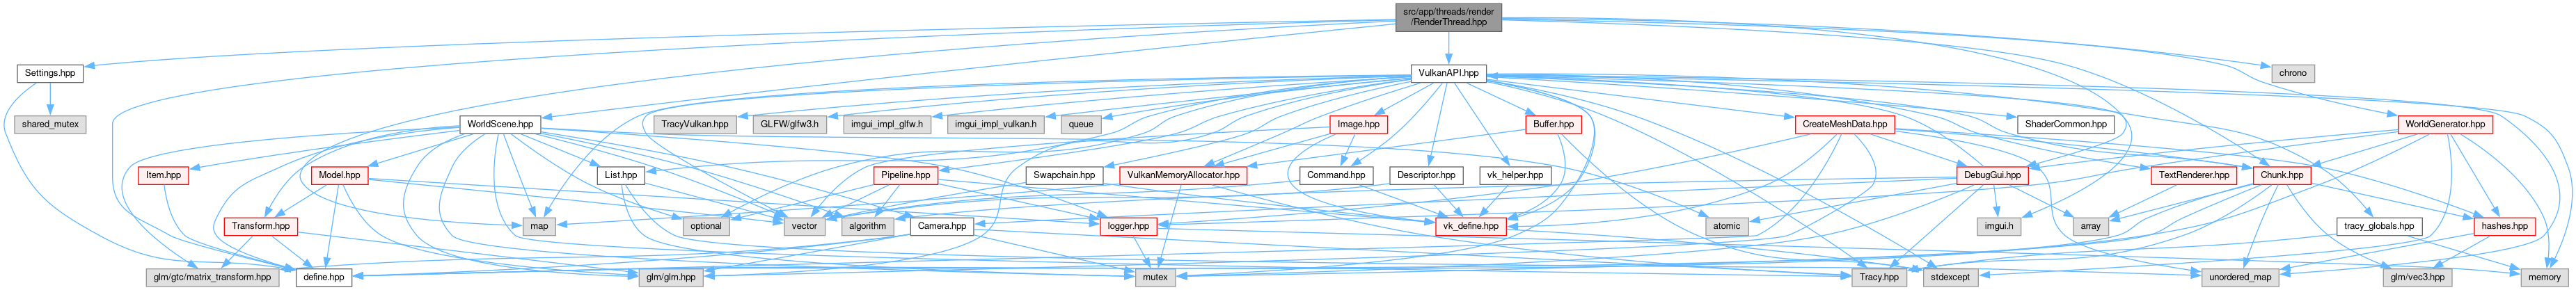 src/app/threads/render
/RenderThread.hpp
Settings.hpp
VulkanAPI.hpp
chrono
shared_mutex
WorldScene.hpp
TracyVulkan.hpp
GLFW/glfw3.h
imgui_impl_glfw.h
imgui_impl_vulkan.h
queue
Image.hpp
Buffer.hpp
CreateMeshData.hpp
ShaderCommon.hpp
WorldGenerator.hpp
Item.hpp
Model.hpp
List.hpp
Pipeline.hpp
Swapchain.hpp
VulkanMemoryAllocator.hpp
Command.hpp
Descriptor.hpp
vk_helper.hpp
DebugGui.hpp
TextRenderer.hpp
Chunk.hpp
Transform.hpp
map
optional
vector
algorithm
Camera.hpp
logger.hpp
vk_define.hpp
atomic
imgui.h
array
tracy_globals.hpp
hashes.hpp
glm/gtc/matrix_transform.hpp
define.hpp
glm/glm.hpp
mutex
Tracy.hpp
stdexcept
unordered_map
glm/vec3.hpp
memory